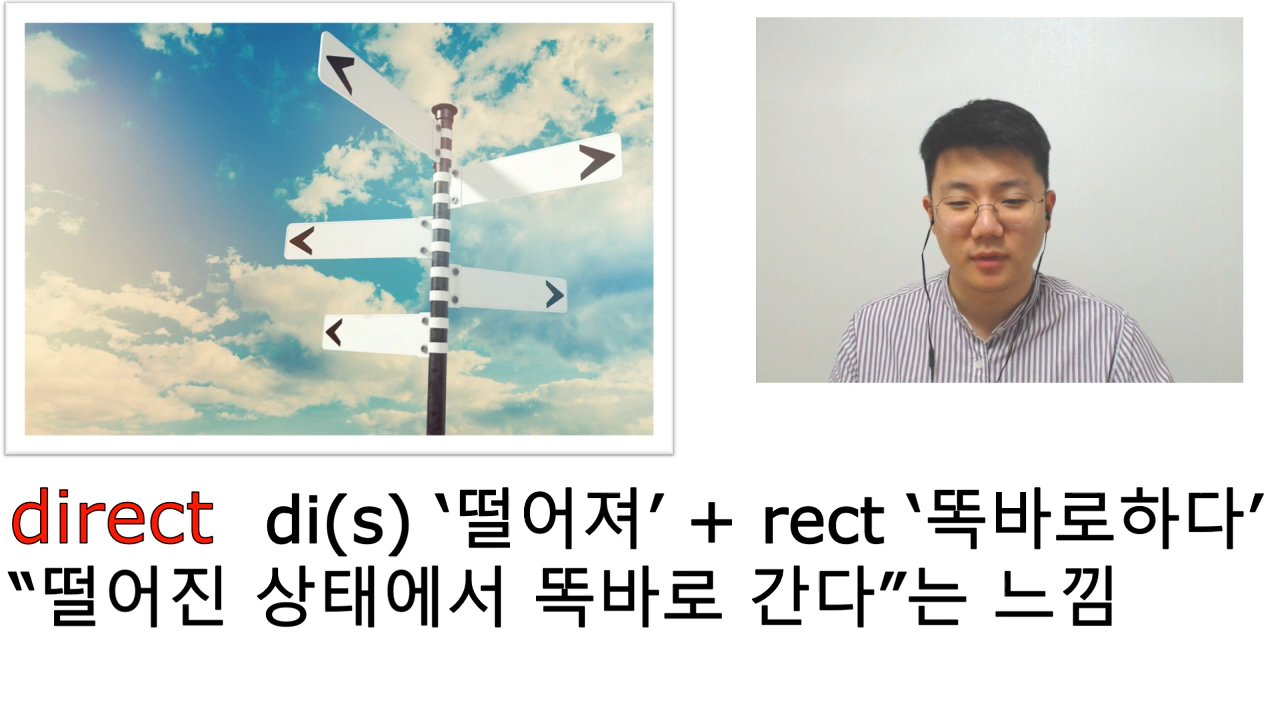 direct di(s) ‘떨어져’ + rect ‘똑바로하다’
“떨어진 상태에서 똑바로 간다”는 느낌